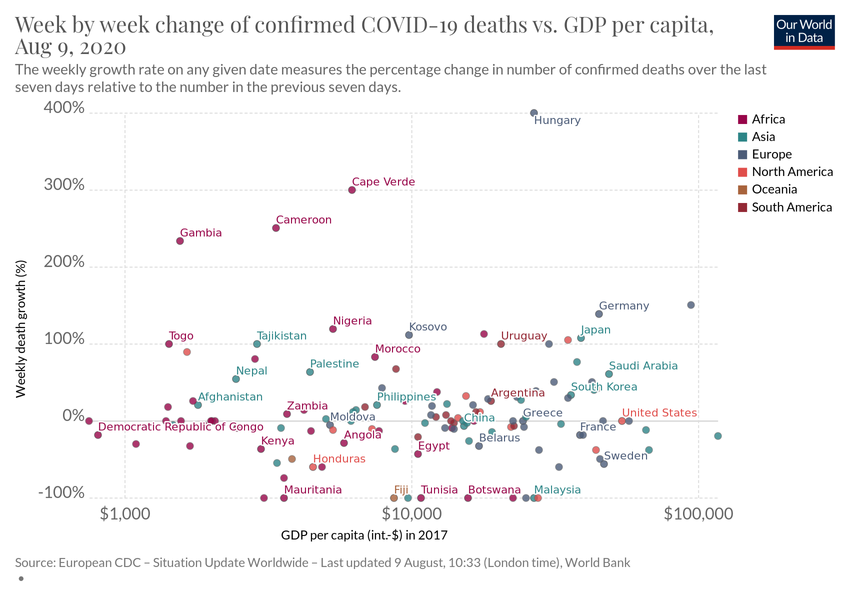 Week by week change of confirmed COVID-19 deaths vs. GDP per capita,
Aug 9, 2020
Our World
in Data
The weekly growth rate on any given date measures the percentage change in number of confirmed deaths over the last
seven days relative to the number in the previous seven days.
400%
Hungary
Africa
Asia
Europe
North America
Oceania
South America
300%
Cape Verde
Cameroon
Gambia
200%
Weekly death growth (%)
Germany
Nigeria
Kosovo
100%
Togo
Tajikistan
Uruguay
Japan
Morocco
Nepal
Palestine
Saudi Arabia
Afghanistan
Philippines
Argentina
South Korea
Zambia
0%
Moldova
China
Greece
United States
Democratic Republic of Congo
Angola
France
Kenya
Egypt
Belarus
Honduras
Sweden
-100%
Mauritania
Fiji
Tunisia
Botswana
Malaysia
$1,000
$10,000
$100,000
GDP per capita (int.-$) in 2017
Source: European CDC – Situation Update Worldwide – Last updated 9 August, 10:33 (London time), World Bank